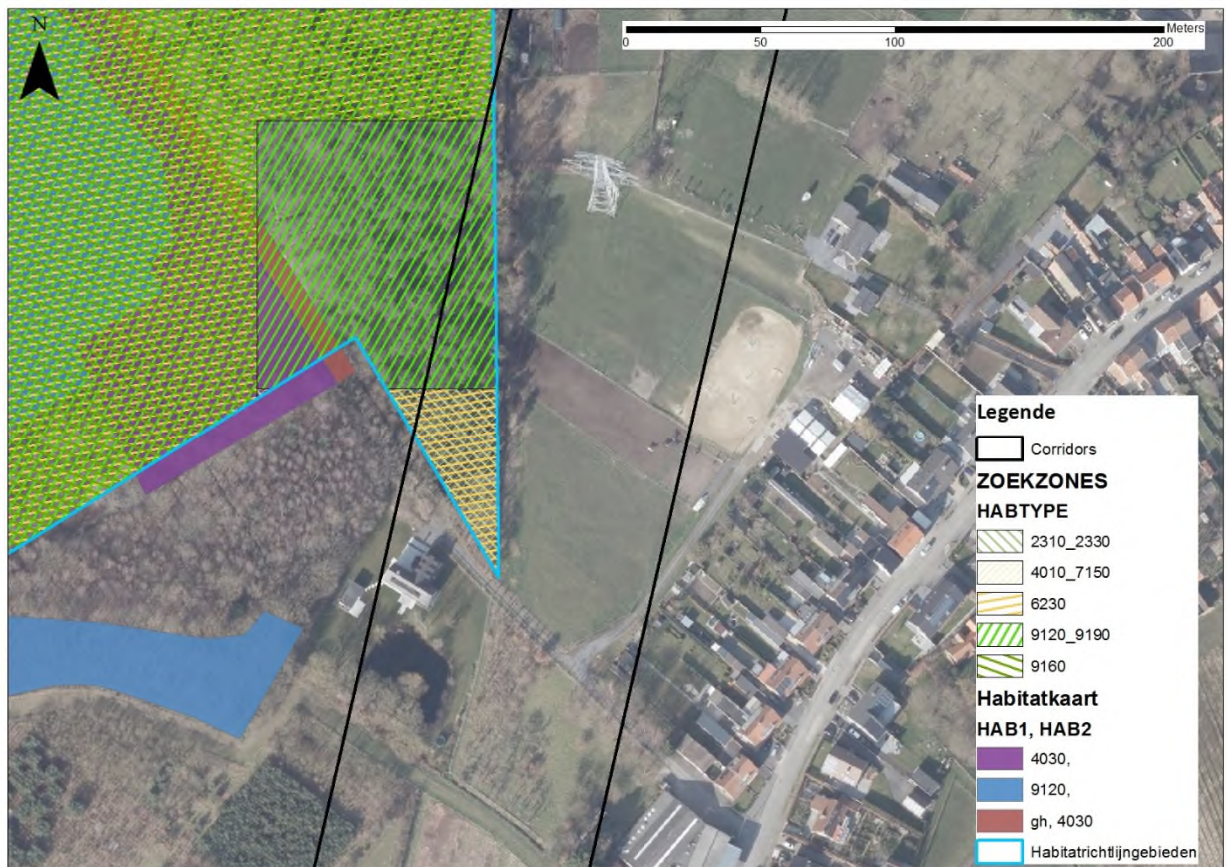 N
Meters
0 50 100 200
Legende
Corridors
ZOEKZONES
HABTYPE
2310_2330
4010_7150
6230
9120_9190
9160
Habitatkaart
HAB1, HAB2
4030,
9120,
gh, 4030
Habitatrichtlijngebieden